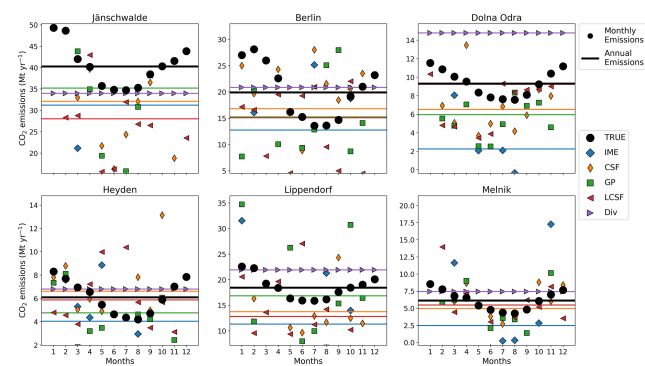 Jänschwalde Berlin Dolna Odra
CO2 emissions (Mt yr⁻¹)
50
45
40
35
30
25
20
30
25
20
15
10
5
14
12
10
8
6
4
2
0
Monthly
Emissions
Annual
Emissions
TRUE
IME
CSF
GP
LCSF
Div
Heyden Lippendorf Melnik
CO2 emissions (Mt yr⁻¹)
14
12
10
8
6
4
2
35
30
25
20
15
10
20.0
17.5
15.0
12.5
10.0
7.5
5.0
2.5
0.0
1 2 3 4 5 6 7 8 9 10 11 12
1 2 3 4 5 6 7 8 9 10 11 12
1 2 3 4 5 6 7 8 9 10 11 12
Months Months Months